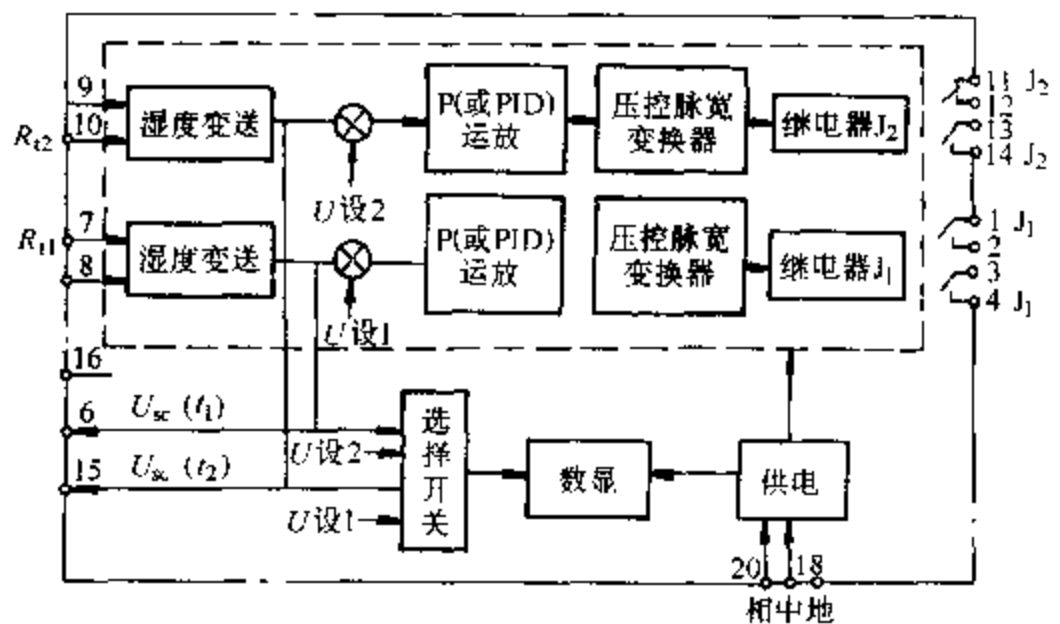 9
10
R_t2
湿度变送
P(或PID)
运放
压控脉宽
变换器
继电器J₂
U设2
11 J₂
12
13
14 J₂
7
R_t1
8
湿度变送
P(或PID)
运放
压控脉宽
变换器
继电器J₁
U设1
1 J₁
2
3
4 J₁
16
6
U_sc (t₁)
U设2
15
U_sc (t₂)
U设1
选择开关
数显
供电
20
18
相中地